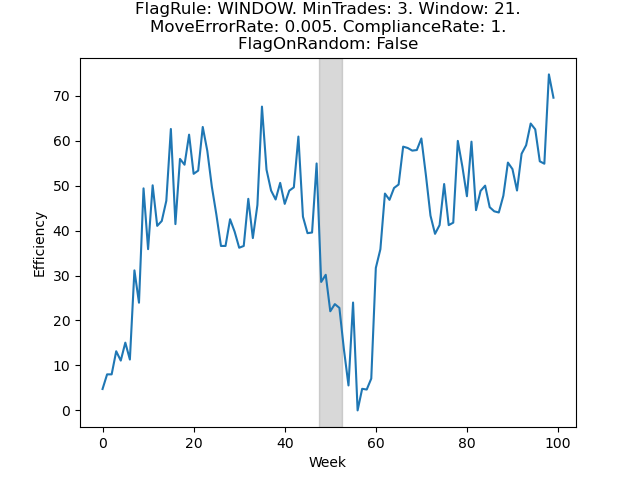 FlagRule: WINDOW. MinTrades: 3. Window: 21.
MoveErrorRate: 0.005. ComplianceRate: 1.
FlagOnRandom: False
70
60
50
40
30
20
10
0
Efficiency
0 20 40 60 80 100
Week